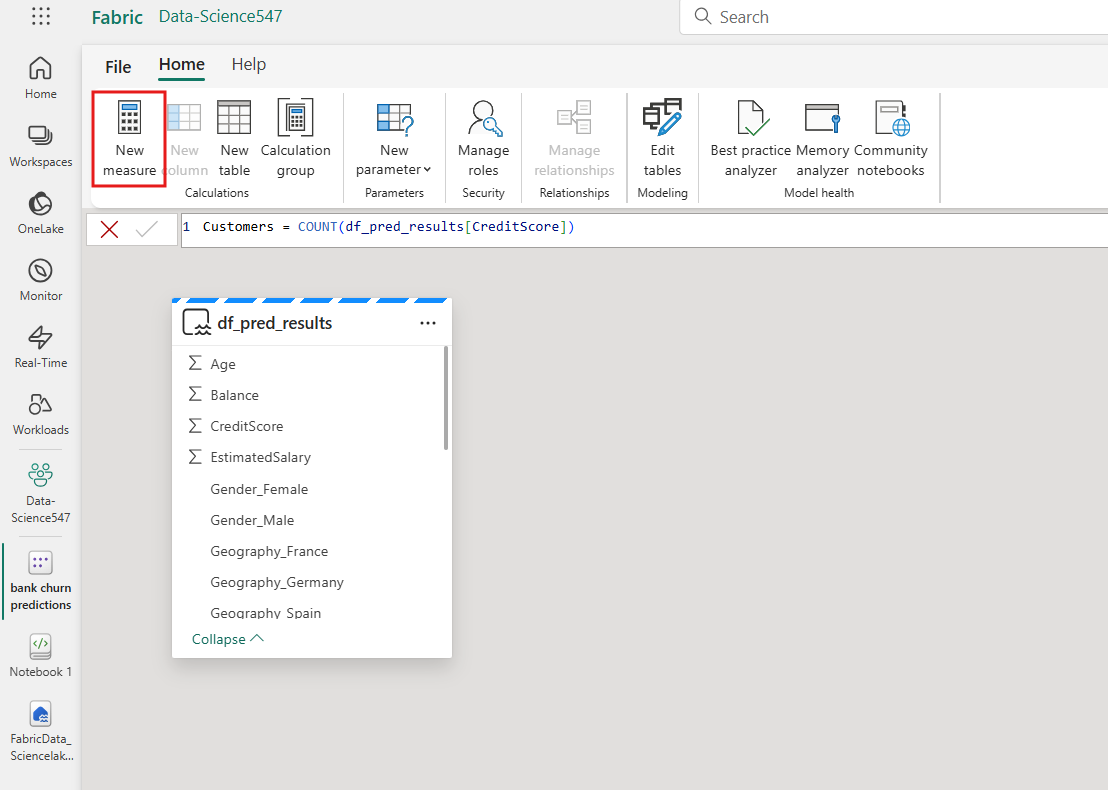 Fabric Data-Science547
Search
File Home Help
New measure
New column
New table
Calculation group
Calculations
New parameter
Parameters
Manage roles
Security
Manage relationships
Relationships
Edit tables
Modeling
Best practice analyzer
Memory analyzer
Community notebooks
Model health
1 Customers = COUNT(df_pred_results[CreditScore])
Home
Workspaces
OneLake
Monitor
Real-Time
Workloads
Data-
Science547
bank churn
predictions
Notebook 1
FabricData_
Sciencelak...
df_pred_results
Age
Balance
CreditScore
EstimatedSalary
Gender_Female
Gender_Male
Geography_France
Geography_Germany
Geography_Spain
Collapse